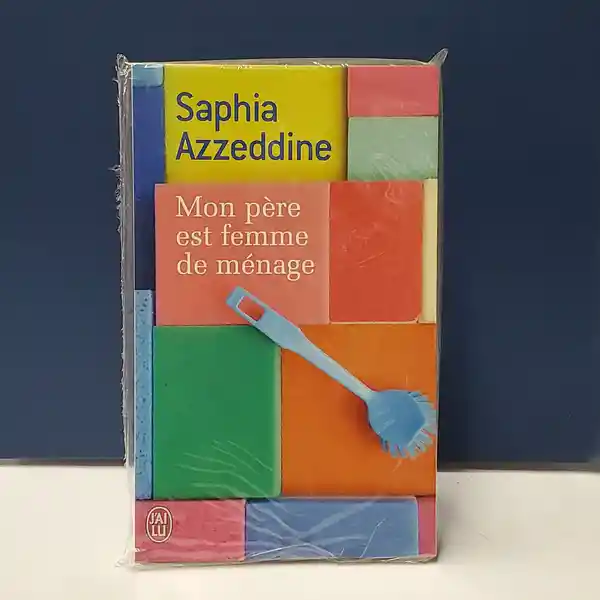 Saphia
Azzeddine
Mon père
est femme
de ménage
J'AI
LU